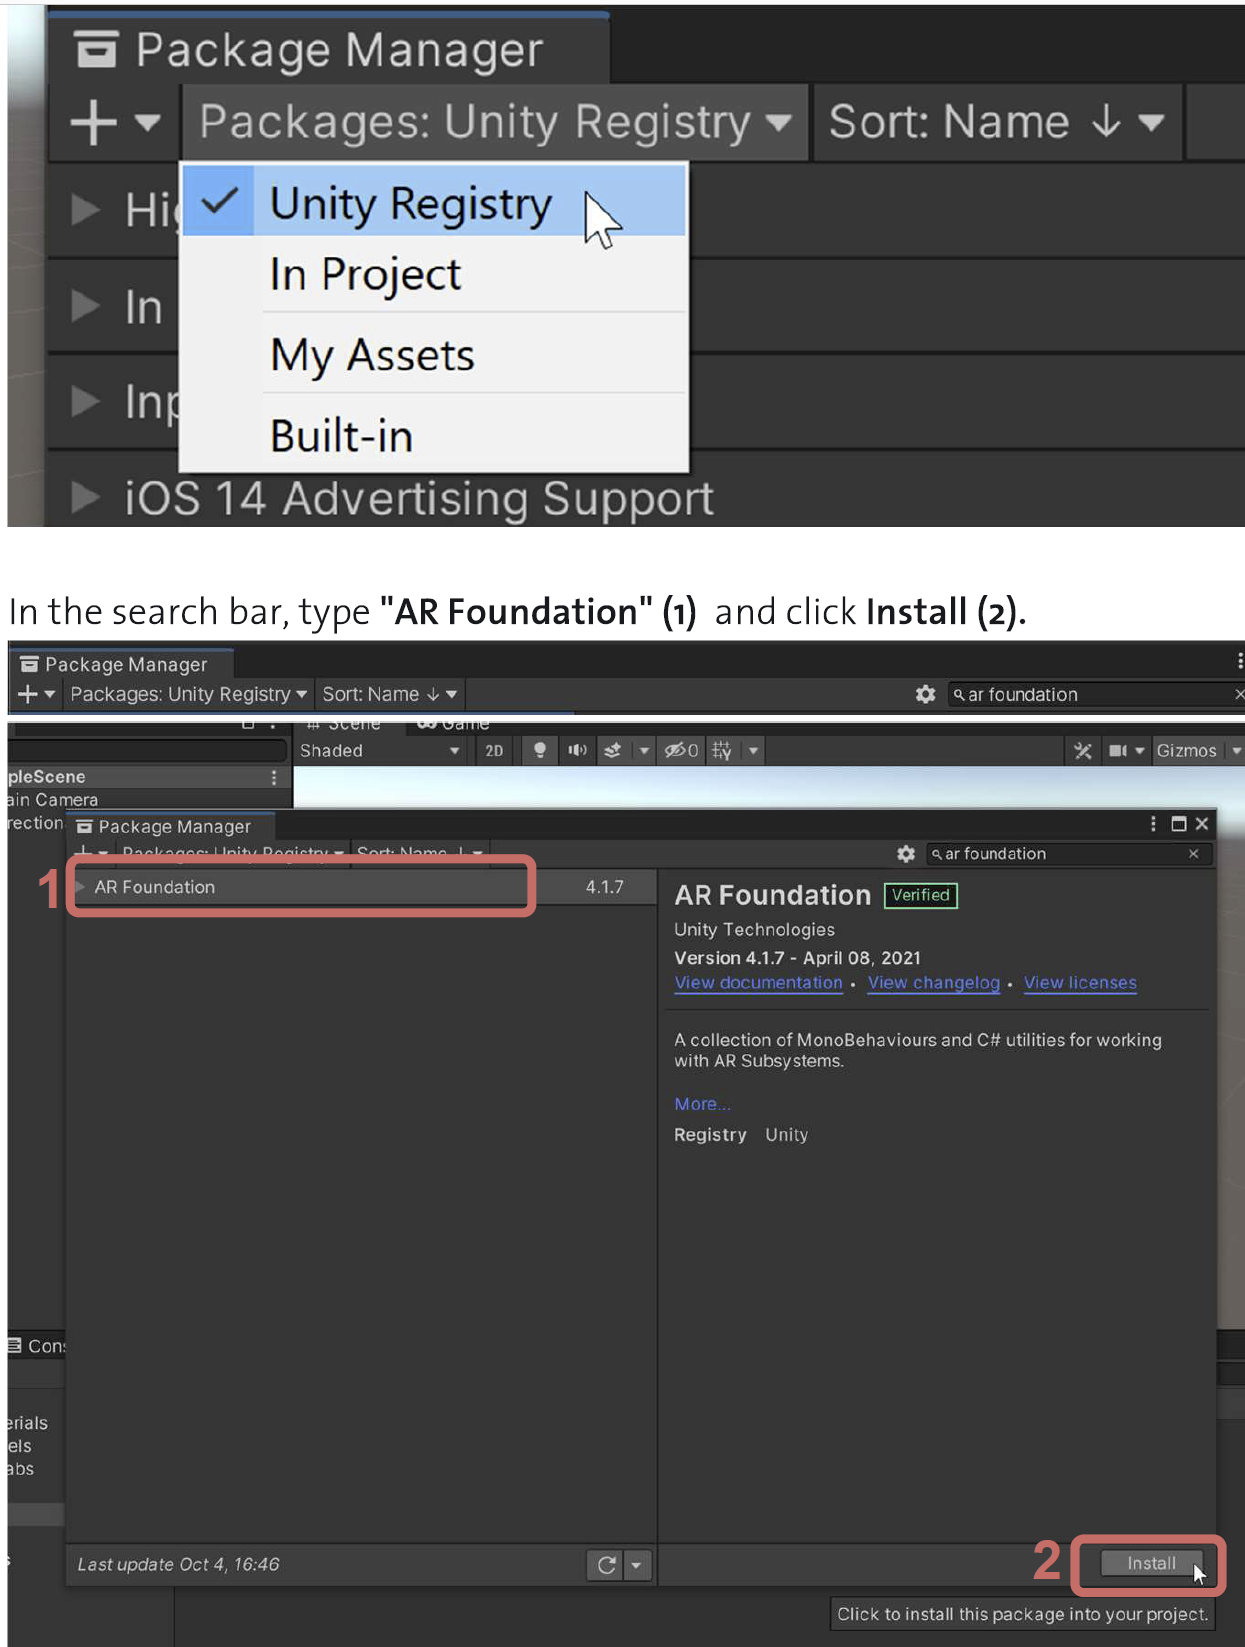 Package Manager
Packages: Unity Registry Sort: Name
Unity Registry
In Project
In
My Assets
Built-in
iOS 14 Advertising Support
In the search bar, type "AR Foundation" (1) and click Install (2).
Package Manager
Packages: Unity Registry Sort: Name ar foundation
Scene Game
Shaded 2D 0 Gizmos
pleScene
ain Camera
rection
Package Manager
Packages: Unity Registry Sort: Name ar foundation
1 AR Foundation 4.1.7
AR Foundation Verified
Unity Technologies
Version 4.1.7 - April 08, 2021
View documentation • View changelog • View licenses
A collection of MonoBehaviours and C# utilities for working
with AR Subsystems.
More...
Registry Unity
Cons
erials
els
abs
Last update Oct 4, 16:46
2 Install
Click to install this package into your project.